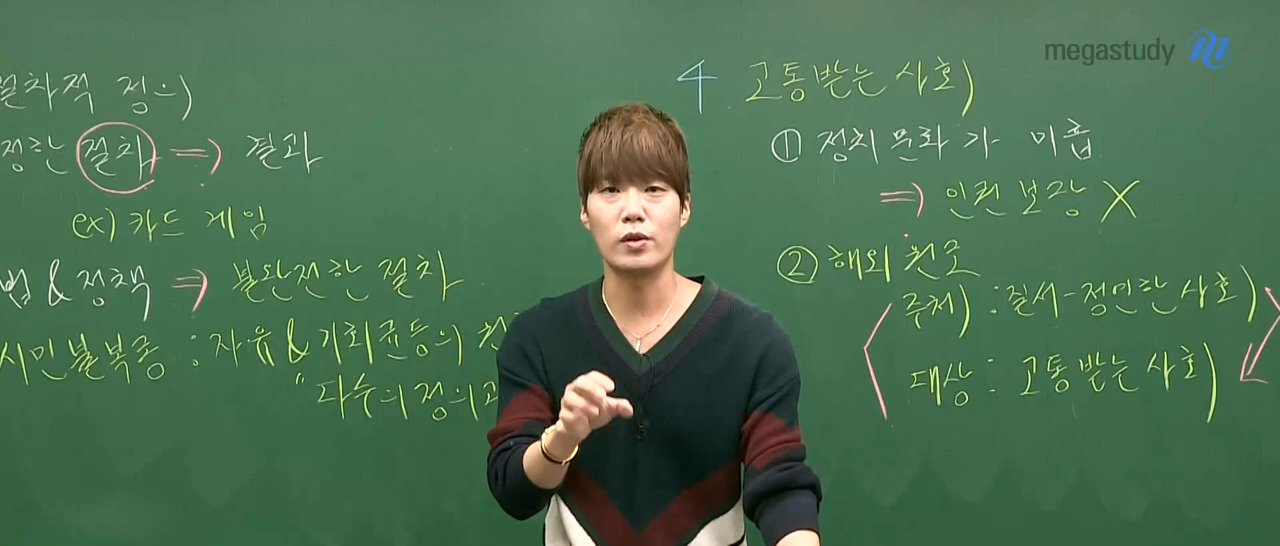 megastudy
절차적 정의)
정한 절차 => 결과
ex) 카드 게임
법 & 정책 => 불완전한 절차
시민불복종 : 자유 & 기회균등의 원
"다수의 정의
4 고통받는 사회)
① 정치문화가 미흡
=> 인권 보장 X
② 해외 원조
주체) : 질서-정연한 사회)
대상 : 고통받는 사회)